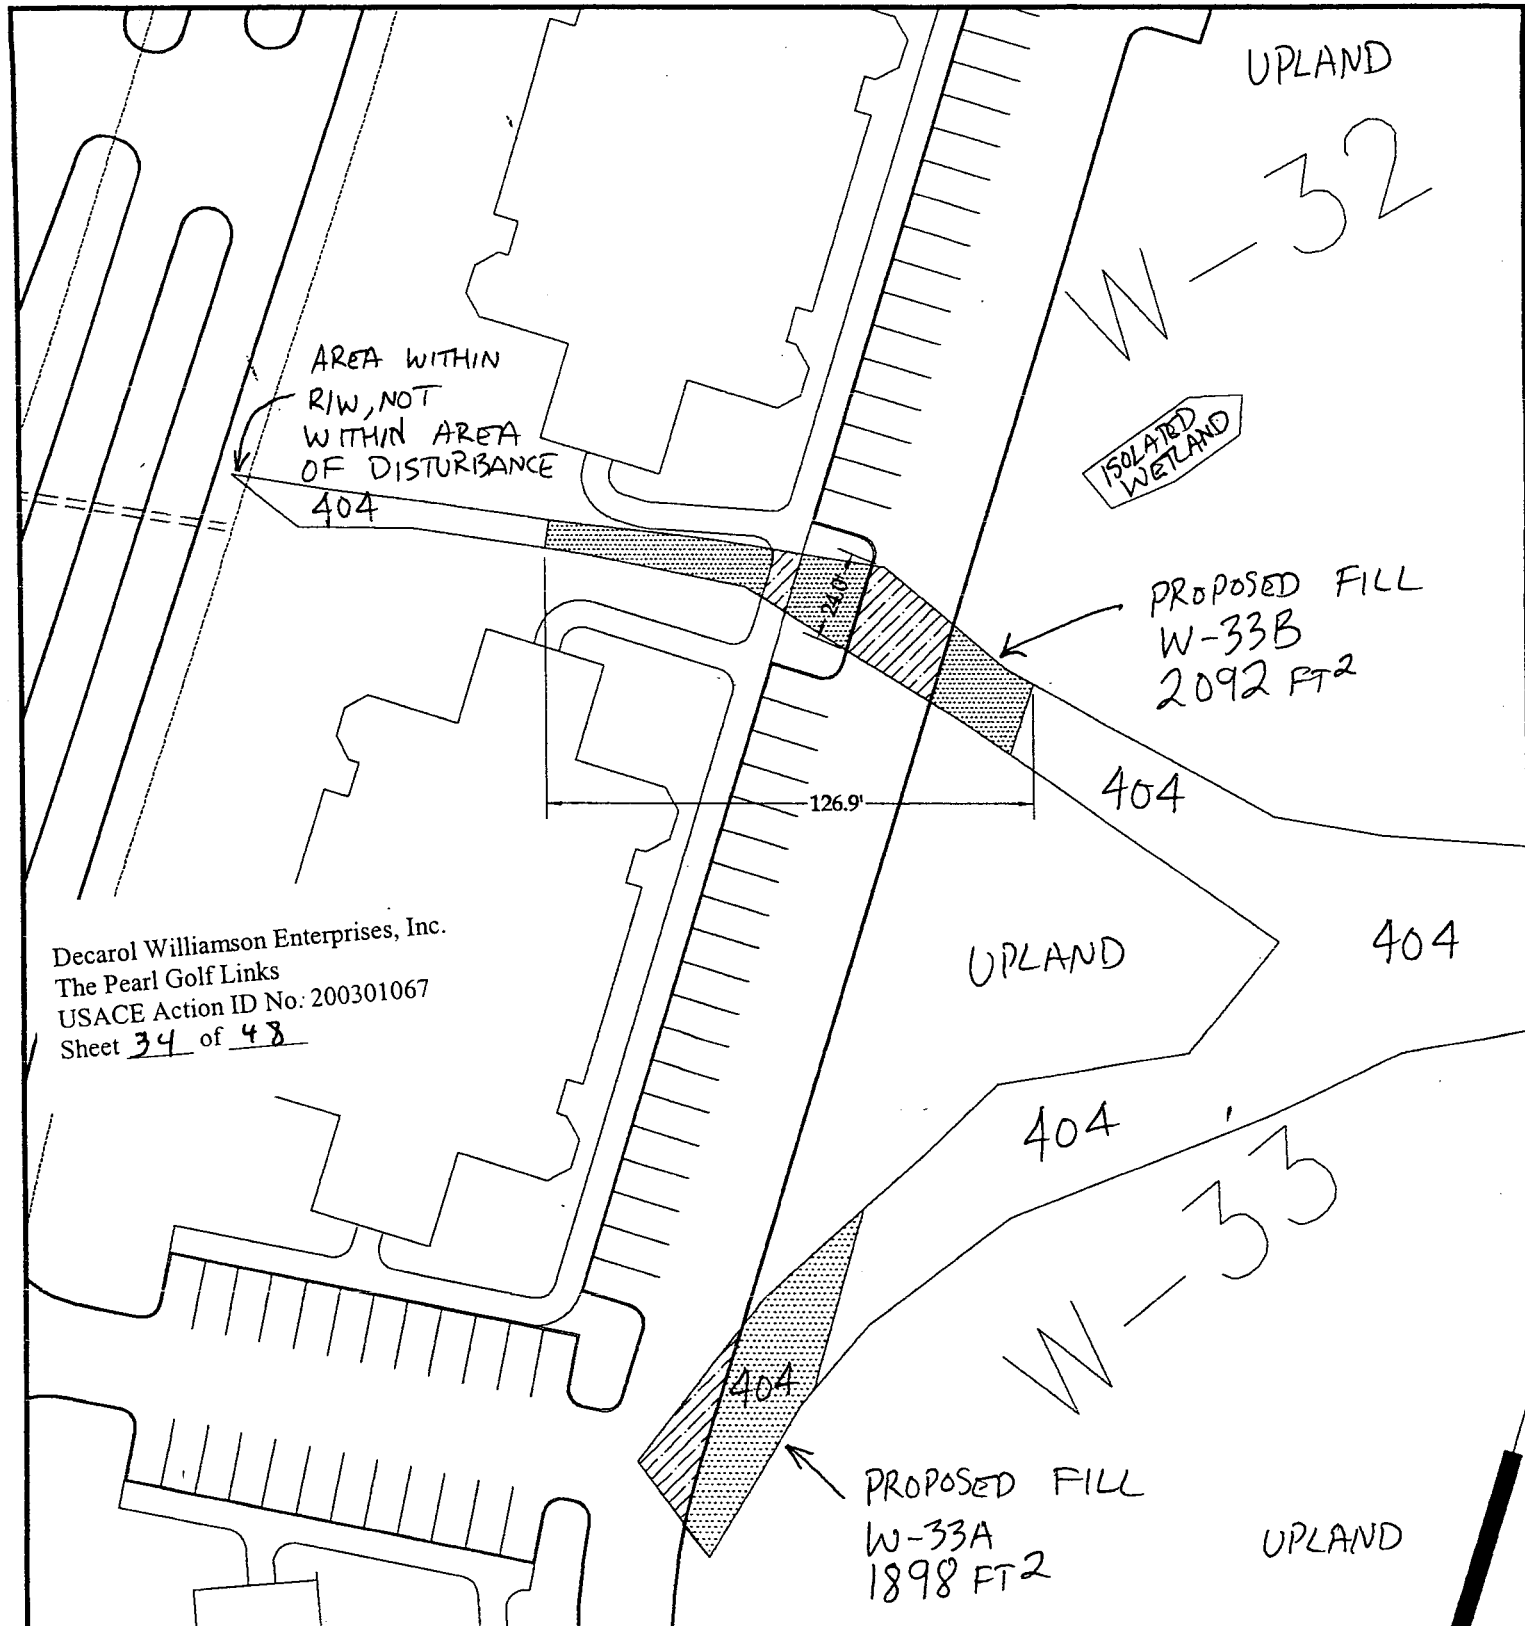 UPLAND
W-32
AREA WITHIN
R/W, NOT
WITHIN AREA
OF DISTURBANCE
404
ISOLATED
WETLAND
24.0'
PROPOSED FILL
W-33B
2092 FT2
126.9'
404
Decarol Williamson Enterprises, Inc.
The Pearl Golf Links
USACE Action ID No.: 200301067
Sheet 34 of 48
UPLAND
404
404
W-33
404
PROPOSED FILL
W-33A
1898 FT2
UPLAND